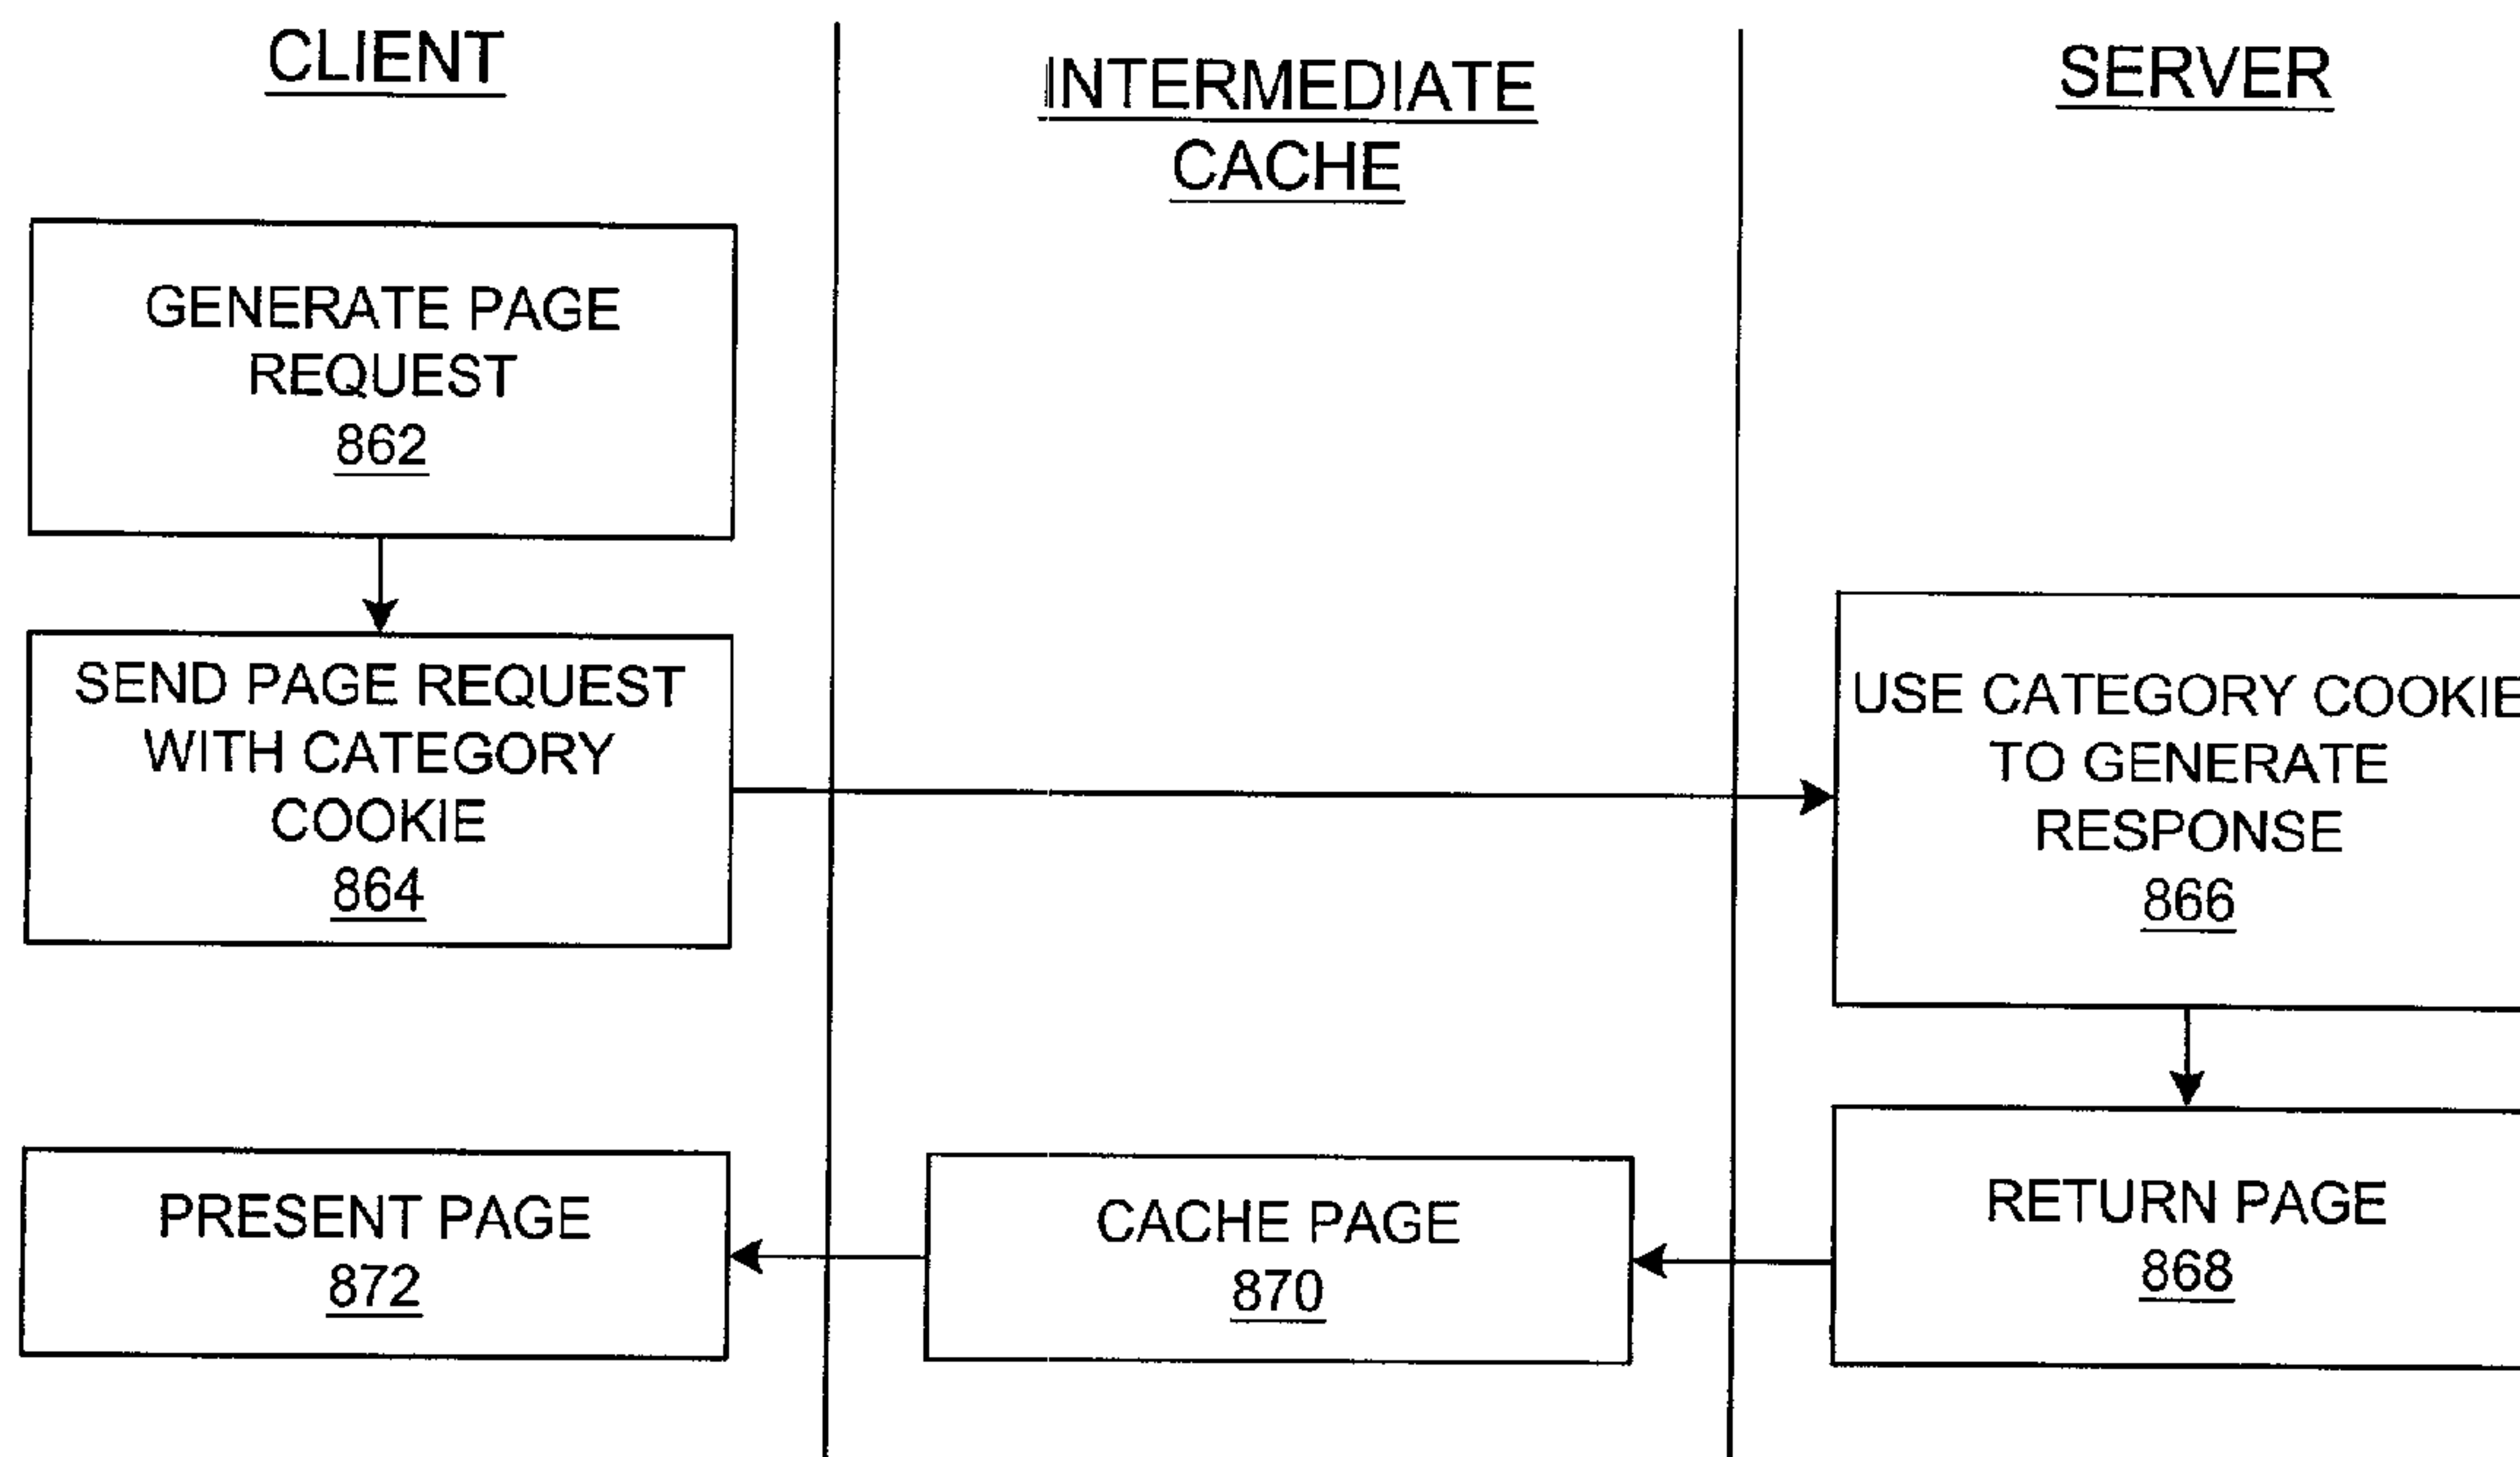 CLIENT
INTERMEDIATE
CACHE
SERVER
GENERATE PAGE
REQUEST
862
SEND PAGE REQUEST
WITH CATEGORY
COOKIE
864
USE CATEGORY COOKIE
TO GENERATE
RESPONSE
866
RETURN PAGE
868
CACHE PAGE
870
PRESENT PAGE
872